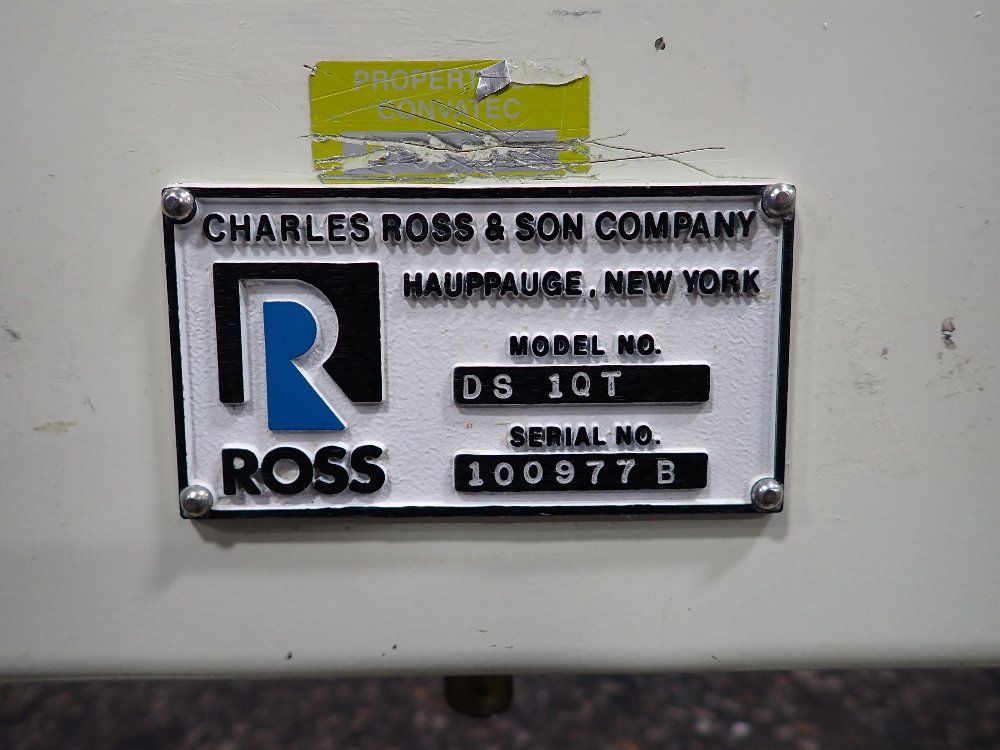 PROPERTY
CONVATEC
CHARLES ROSS & SON COMPANY
HAUPPAUGE, NEW YORK
MODEL NO.
DS 1QT
SERIAL NO.
100977 B
ROSS